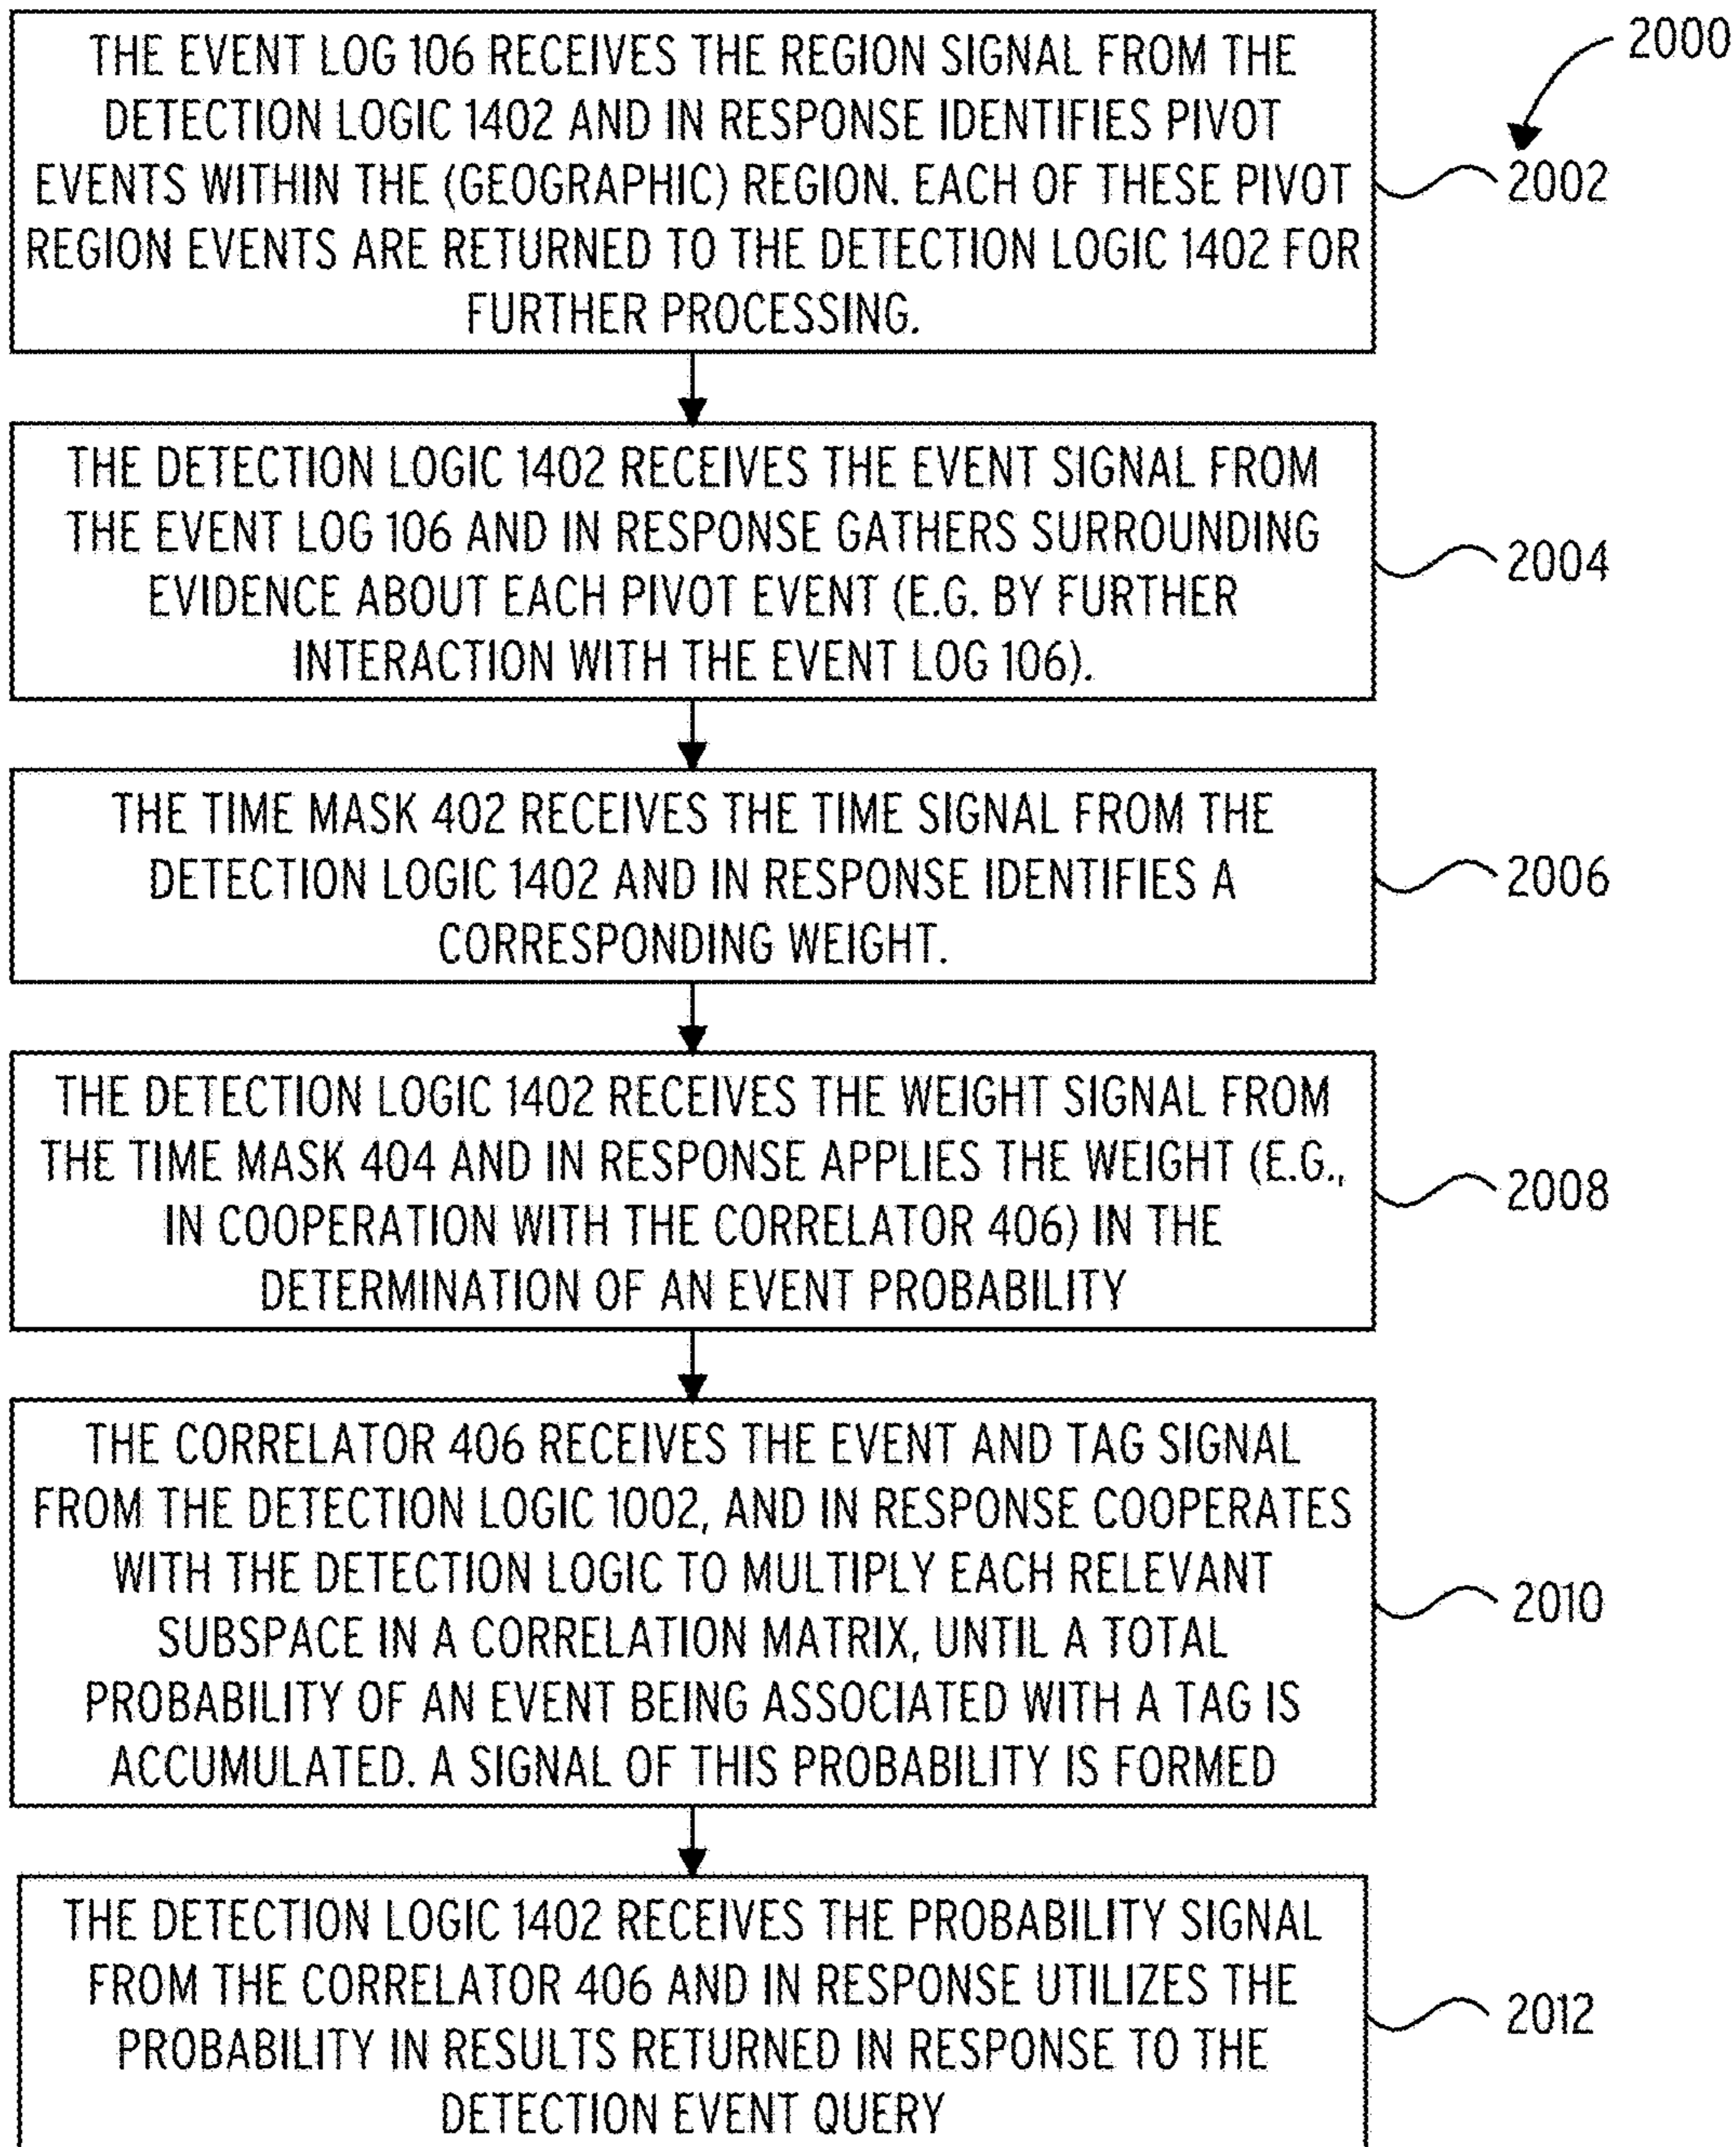 THE EVENT LOG 106 RECEIVES THE REGION SIGNAL FROM THE
DETECTION LOGIC 1402 AND IN RESPONSE IDENTIFIES PIVOT
EVENTS WITHIN THE (GEOGRAPHIC) REGION. EACH OF THESE PIVOT
REGION EVENTS ARE RETURNED TO THE DETECTION LOGIC 1402 FOR
FURTHER PROCESSING.
2000
2002
THE DETECTION LOGIC 1402 RECEIVES THE EVENT SIGNAL FROM
THE EVENT LOG 106 AND IN RESPONSE GATHERS SURROUNDING
EVIDENCE ABOUT EACH PIVOT EVENT (E.G. BY FURTHER
INTERACTION WITH THE EVENT LOG 106).
2004
THE TIME MASK 402 RECEIVES THE TIME SIGNAL FROM THE
DETECTION LOGIC 1402 AND IN RESPONSE IDENTIFIES A
CORRESPONDING WEIGHT.
2006
THE DETECTION LOGIC 1402 RECEIVES THE WEIGHT SIGNAL FROM
THE TIME MASK 404 AND IN RESPONSE APPLIES THE WEIGHT (E.G.,
IN COOPERATION WITH THE CORRELATOR 406) IN THE
DETERMINATION OF AN EVENT PROBABILITY
2008
THE CORRELATOR 406 RECEIVES THE EVENT AND TAG SIGNAL
FROM THE DETECTION LOGIC 1002, AND IN RESPONSE COOPERATES
WITH THE DETECTION LOGIC TO MULTIPLY EACH RELEVANT
SUBSPACE IN A CORRELATION MATRIX, UNTIL A TOTAL
PROBABILITY OF AN EVENT BEING ASSOCIATED WITH A TAG IS
ACCUMULATED. A SIGNAL OF THIS PROBABILITY IS FORMED
2010
THE DETECTION LOGIC 1402 RECEIVES THE PROBABILITY SIGNAL
FROM THE CORRELATOR 406 AND IN RESPONSE UTILIZES THE
PROBABILITY IN RESULTS RETURNED IN RESPONSE TO THE
DETECTION EVENT QUERY
2012